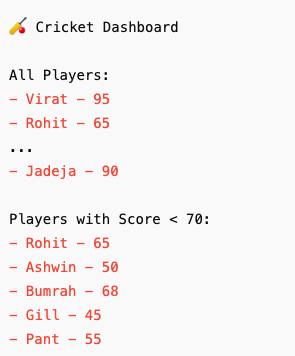 🏏 Cricket Dashboard
All Players:
- Virat - 95
- Rohit - 65
...
- Jadeja - 90
Players with Score < 70:
- Rohit - 65
- Ashwin - 50
- Bumrah - 68
- Gill - 45
- Pant - 55